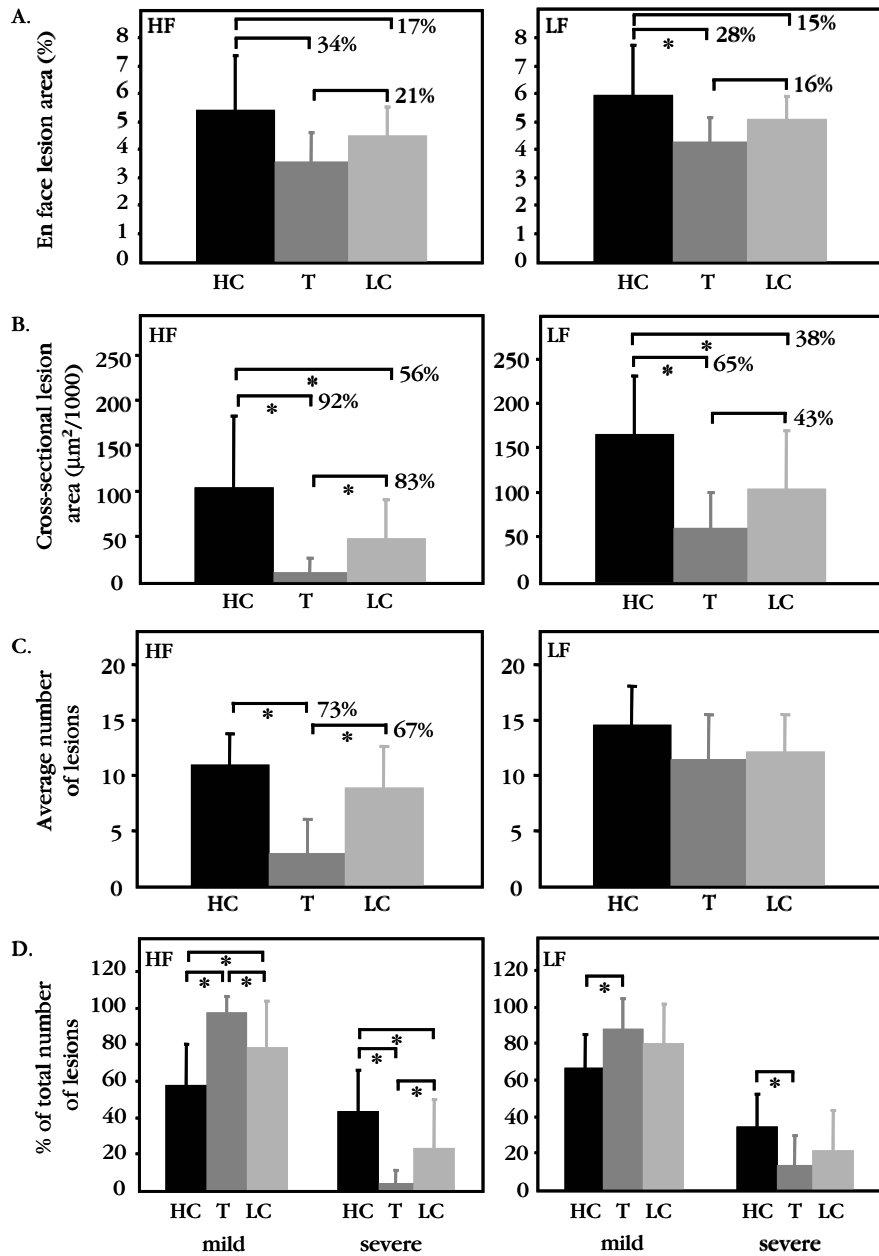 A.
En face lesion area (%)
HF
8
7
6
5
4
3
2
1
0
17%
34%
21%
HC T LC
LF
8
7
6
5
4
3
2
1
0
15%
28%
*
16%
HC T LC
B.
Cross-sectional lesion
area (µm²/1000)
HF
250
200
150
100
50
0
* 56%
* 92%
* 83%
HC T LC
LF
250
200
150
100
50
0
* 38%
* 65%
43%
HC T LC
C.
Average number
of lesions
HF
20
15
10
5
0
* 73%
* 67%
HC T LC
LF
20
15
10
5
0
HC T LC
D.
% of total number
of lesions
HF
120
100
80
60
40
20
0
*
* *
*
*
*
HC T LC HC T LC
mild severe
LF
120
100
80
60
40
20
0
*
*
HC T LC HC T LC
mild severe